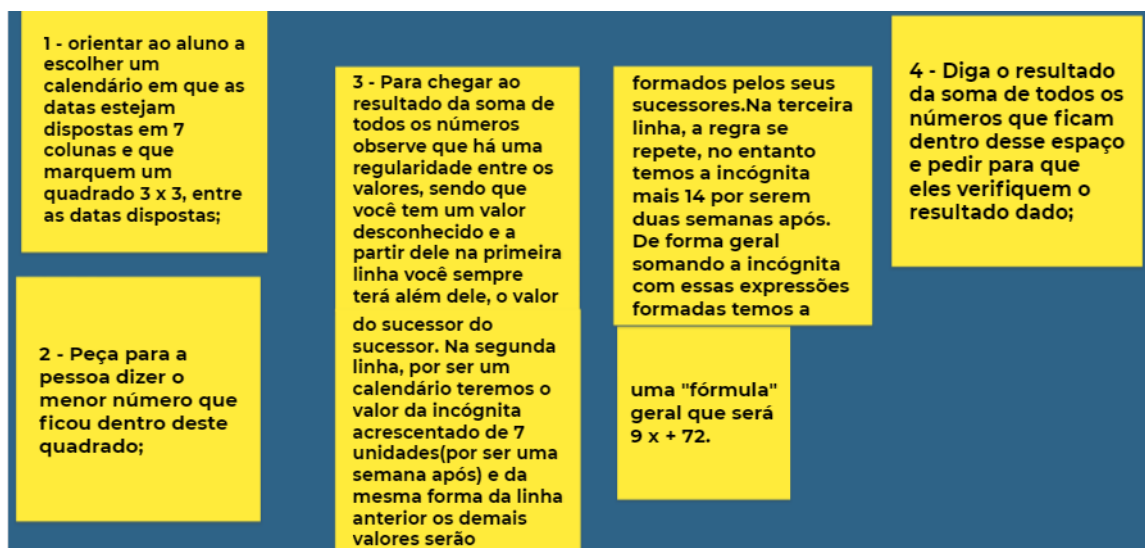 1 - orientar ao aluno a
escolher um
calendário em que as
datas estejam
dispostas em 7
colunas e que
marquem um
quadrado 3 x 3, entre
as datas dispostas;
2 - Peça para a
pessoa dizer o
menor número que
ficou dentro deste
quadrado;
3 - Para chegar ao
resultado da soma de
todos os números
observe que há uma
regularidade entre os
valores, sendo que
você tem um valor
desconhecido e a
partir dele na primeira
linha você sempre
terá além dele, o valor
do sucessor do
sucessor. Na segunda
linha, por ser um
calendário teremos o
valor da incógnita
acrescentado de 7
unidades(por ser uma
semana após) e da
mesma forma da linha
anterior os demais
valores serão
formados pelos seus
sucessores.Na terceira
linha, a regra se
repete, no entanto
temos a incógnita
mais 14 por serem
duas semanas após.
De forma geral
somando a incógnita
com essas expressões
formadas temos a
uma "fórmula"
geral que será
9 x + 72.
4 - Diga o resultado
da soma de todos os
números que ficam
dentro desse espaço
e pedir para que
eles verifiquem o
resultado dado;